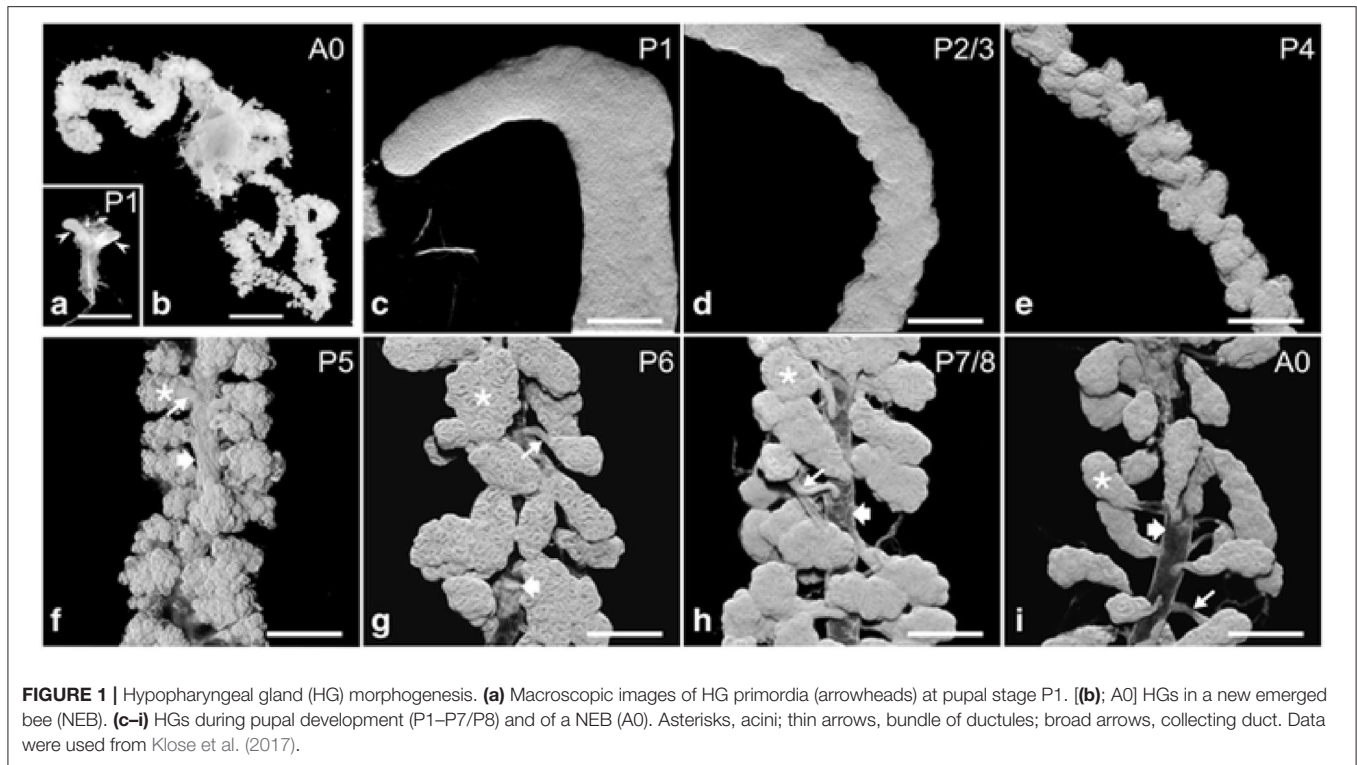 A0
P1
P2/3
P4
P1
a
b
c
d
e
P5
P6
P7/8
A0
*
*
*
*
f
g
h
i
FIGURE 1 | Hypopharyngeal gland (HG) morphogenesis. (a) Macroscopic images of HG primordia (arrowheads) at pupal stage P1. [(b); A0] HGs in a new emerged
bee (NEB). (c–i) HGs during pupal development (P1–P7/P8) and of a NEB (A0). Asterisks, acini; thin arrows, bundle of ductules; broad arrows, collecting duct. Data
were used from Klose et al. (2017).